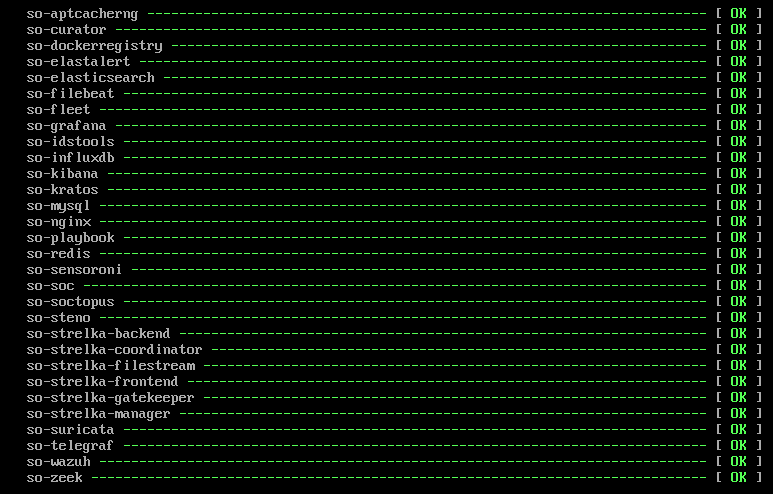 so-aptcacherng ---------------------------------------------------------------------- [ OK ]
so-curator --------------------------------------------------------------------------- [ OK ]
so-dockerregistry ------------------------------------------------------------------- [ OK ]
so-elastalert ------------------------------------------------------------------------ [ OK ]
so-elasticsearch -------------------------------------------------------------------- [ OK ]
so-filebeat ------------------------------------------------------------------------- [ OK ]
so-fleet ---------------------------------------------------------------------------- [ OK ]
so-grafana -------------------------------------------------------------------------- [ OK ]
so-idstools ------------------------------------------------------------------------- [ OK ]
so-influxdb ------------------------------------------------------------------------- [ OK ]
so-kibana --------------------------------------------------------------------------- [ OK ]
so-kratos --------------------------------------------------------------------------- [ OK ]
so-mysql ---------------------------------------------------------------------------- [ OK ]
so-nginx ---------------------------------------------------------------------------- [ OK ]
so-playbook ------------------------------------------------------------------------- [ OK ]
so-redis ---------------------------------------------------------------------------- [ OK ]
so-sensoroni ------------------------------------------------------------------------ [ OK ]
so-soc ------------------------------------------------------------------------------ [ OK ]
so-soctopus ------------------------------------------------------------------------- [ OK ]
so-steno ---------------------------------------------------------------------------- [ OK ]
so-strelka-backend ------------------------------------------------------------------ [ OK ]
so-strelka-coordinator -------------------------------------------------------------- [ OK ]
so-strelka-filestream --------------------------------------------------------------- [ OK ]
so-strelka-frontend ----------------------------------------------------------------- [ OK ]
so-strelka-gatekeeper --------------------------------------------------------------- [ OK ]
so-strelka-manager ------------------------------------------------------------------ [ OK ]
so-suricata ------------------------------------------------------------------------- [ OK ]
so-telegraf ------------------------------------------------------------------------- [ OK ]
so-wazuh ---------------------------------------------------------------------------- [ OK ]
so-zeek ----------------------------------------------------------------------------- [ OK ]